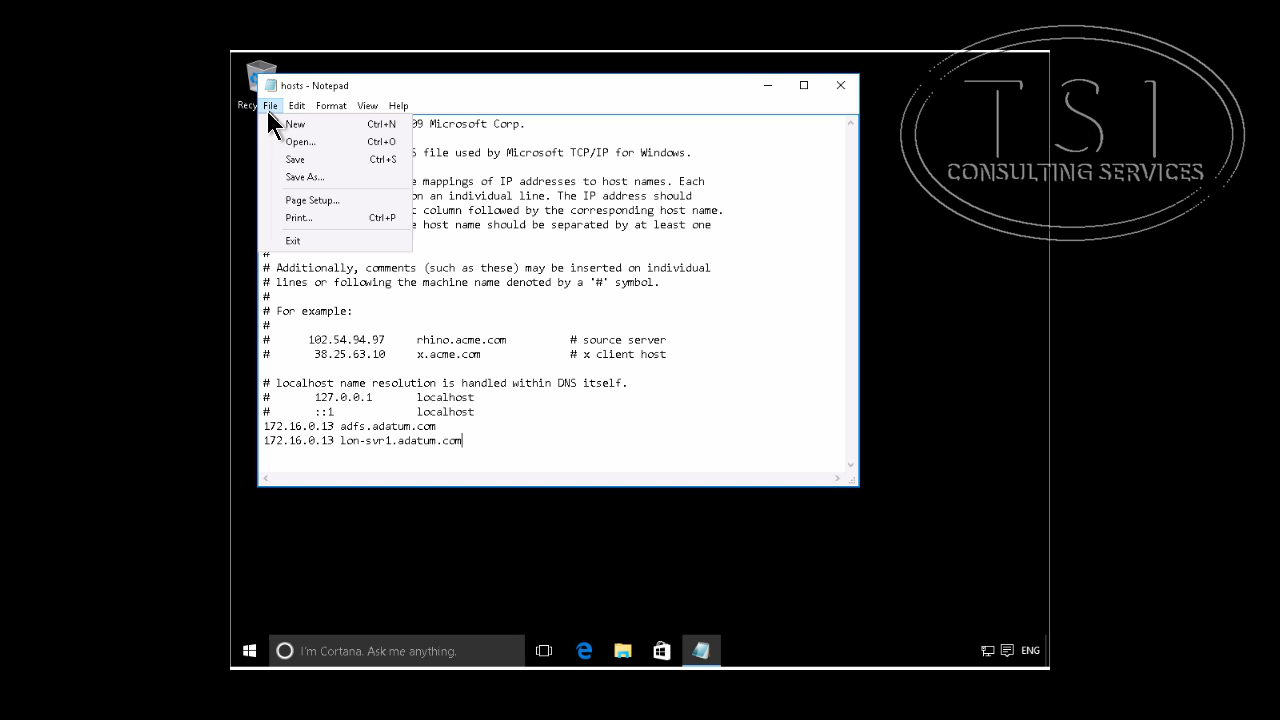 TSI
CONSULTING SERVICES
Recy
hosts - Notepad
File Edit Format View Help
New Ctrl+N
Open... Ctrl+O
Save Ctrl+S
Save As...
Page Setup...
Print... Ctrl+P
Exit
09 Microsoft Corp.
file used by Microsoft TCP/IP for Windows.
mappings of IP addresses to host names. Each
on an individual line. The IP address should
column followed by the corresponding host name.
host name should be separated by at least one
#
# Additionally, comments (such as these) may be inserted on individual
# lines or following the machine name denoted by a '#' symbol.
#
# For example:
#
# 102.54.94.97 rhino.acme.com # source server
# 38.25.63.10 x.acme.com # x client host
# localhost name resolution is handled within DNS itself.
# 127.0.0.1 localhost
# ::1 localhost
172.16.0.13 adfs.adatum.com
172.16.0.13 lon-svr1.adatum.com
I'm Cortana. Ask me anything.
ENG